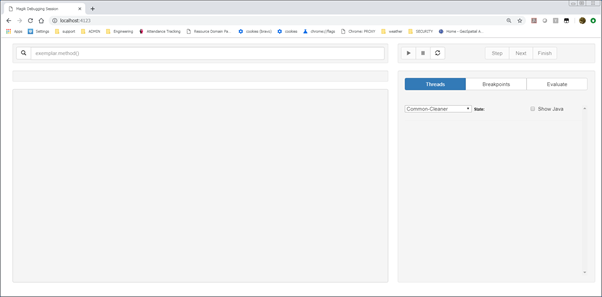 Magik Debugging Session
localhost:4123
Apps
Settings
support
ADMIN
Engineering
Attendance Tracking
Resource Domain Pa
cookies (basic)
cookies
chrome://flags
Chrome: PROXY
weather
SECURITY
Home - GeoSpatial A
exemplar.method()
Step
Next
Finish
Threads
Breakpoints
Evaluate
Common-Cleaner
State:
Show Java